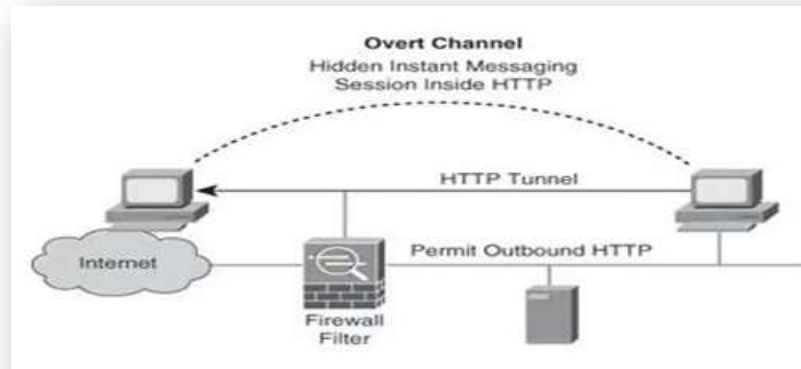 Overt Channel
Hidden Instant Messaging
Session Inside HTTP
HTTP Tunnel
Permit Outbound HTTP
Internet
Firewall
Filter